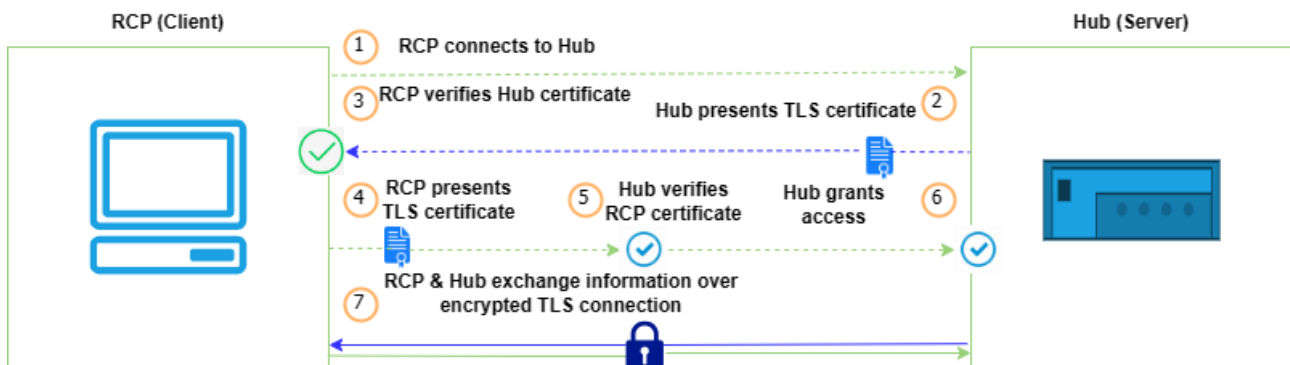 RCP (Client)
Hub (Server)
1
RCP connects to Hub
3
RCP verifies Hub certificate
Hub presents TLS certificate
2
4
RCP presents
TLS certificate
5
Hub verifies
RCP certificate
Hub grants
access
6
7
RCP & Hub exchange information over
encrypted TLS connection